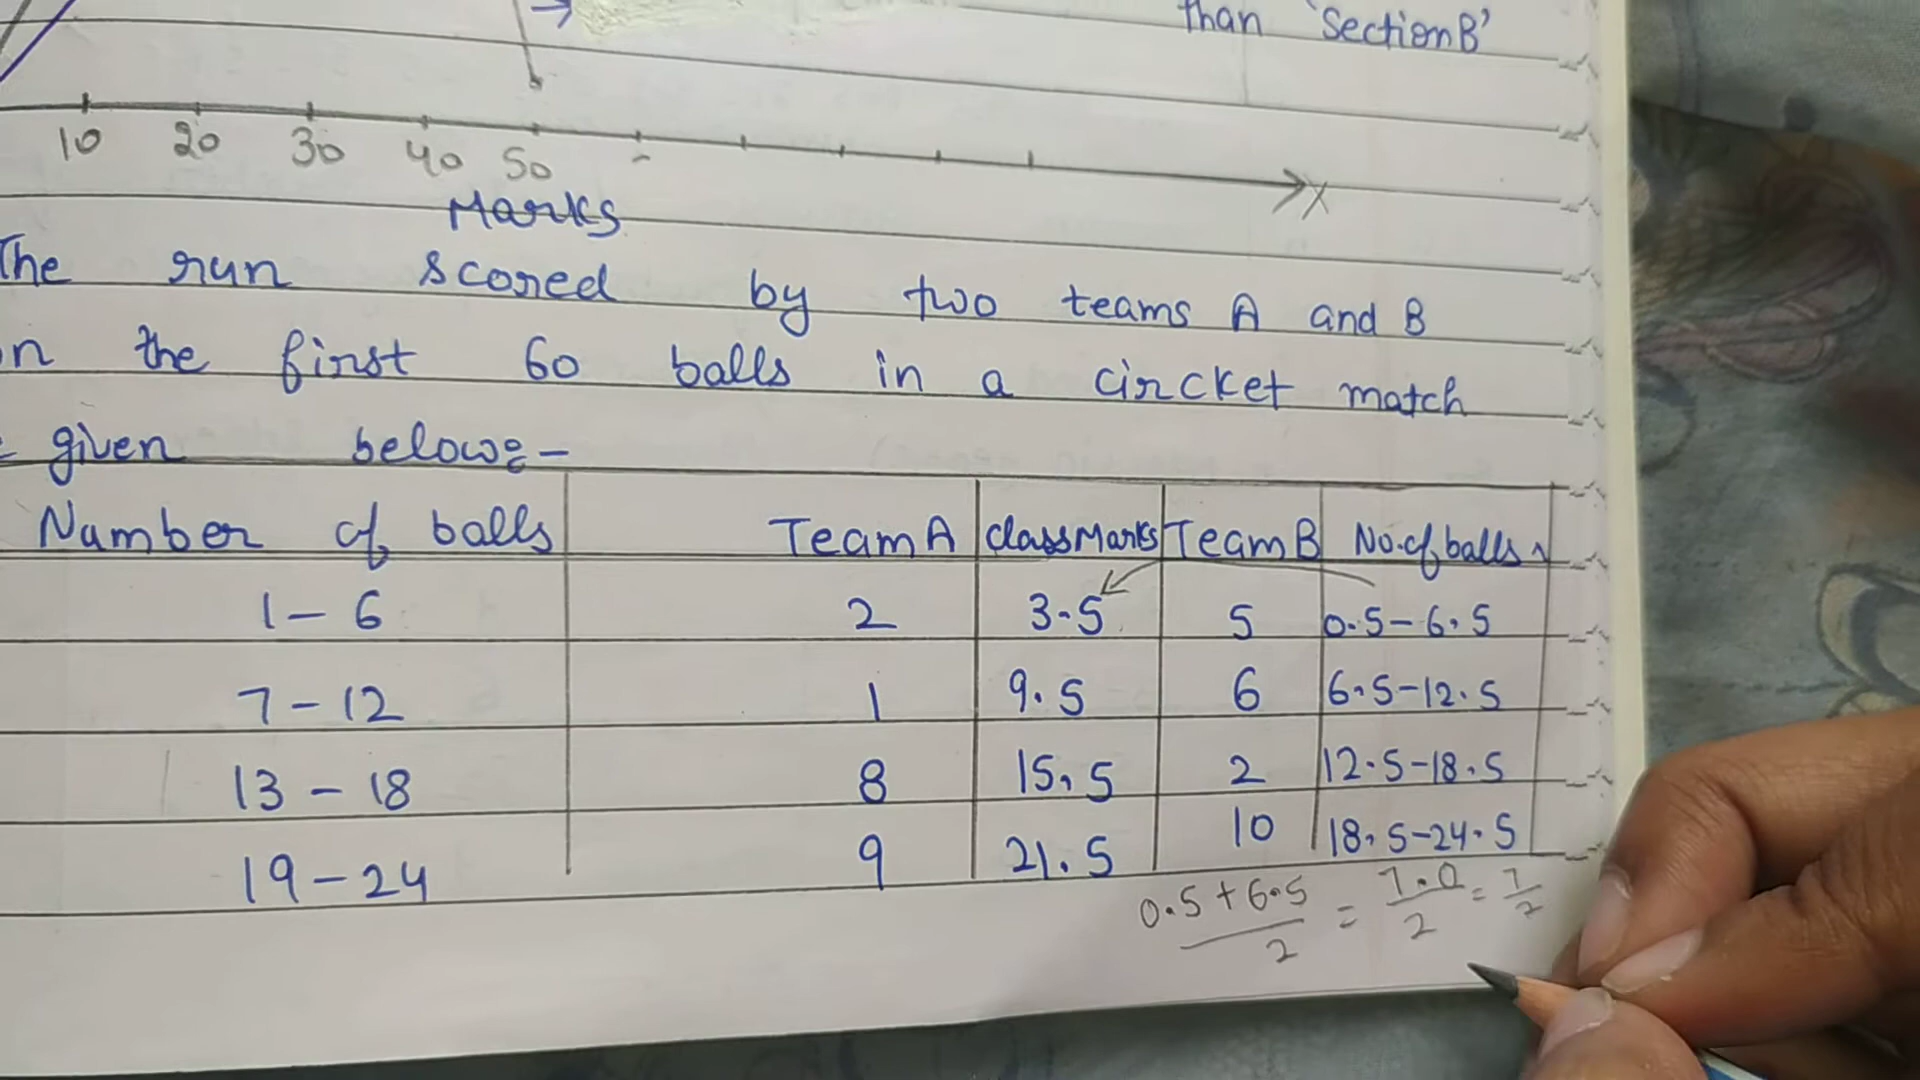 than 'Section B'
10 20 30 40 50
X
Marks
The run scored by two teams A and B
on the first 60 balls in a circket match
given below:-
Number of balls Team A Class Marks Team B No. of balls
1 - 6 2 3.5 5 0.5-6.5
7 - 12 1 9.5 6 6.5-12.5
13 - 18 8 15.5 2 12.5-18.5
19 - 24 9 21.5 10 18.5-24.5
0.5+6.5/2 = 7.0/2 = 7/2